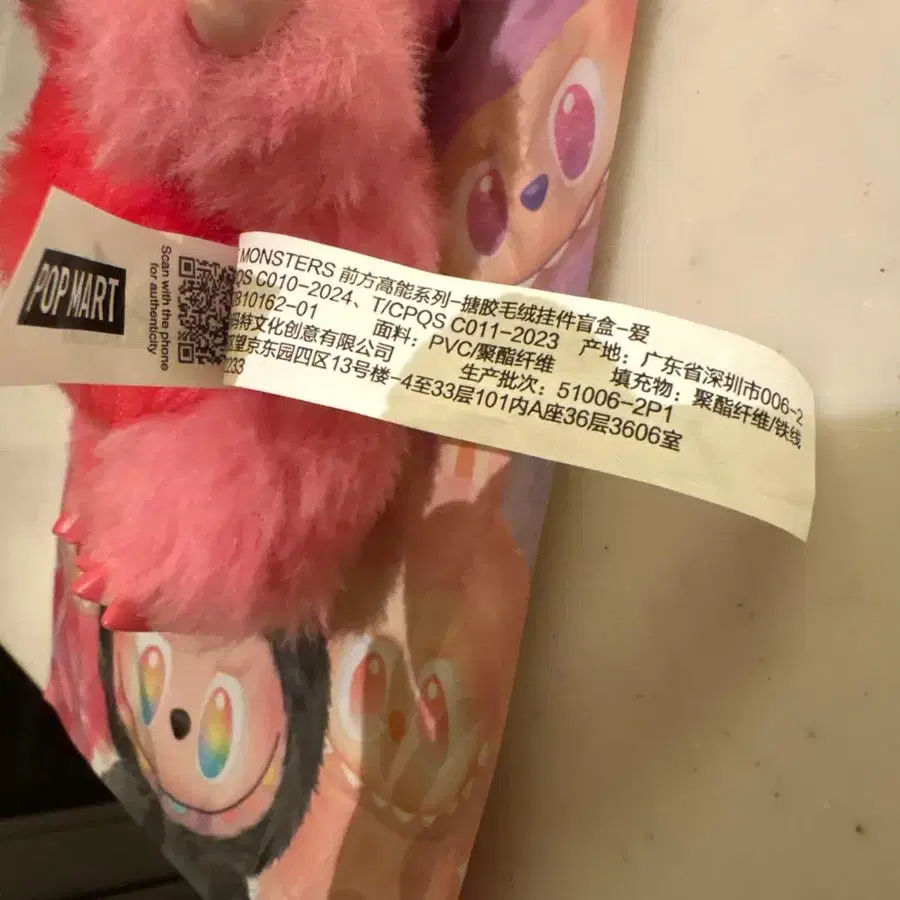 POP MART
Scan with the phone
for authenticity
MONSTERS 前方高能系列-搪胶毛绒挂件盲盒-爱
QS C010-2024、T/CPQS C011-2023 产地：广东省深圳市006-2
810162-01 面料：PVC/聚酯纤维 填充物：聚酯纤维/铁线
玛特文化创意有限公司 生产批次：51006-2P1
望京东园四区13号楼-4至33层101内A座36层3606室
233